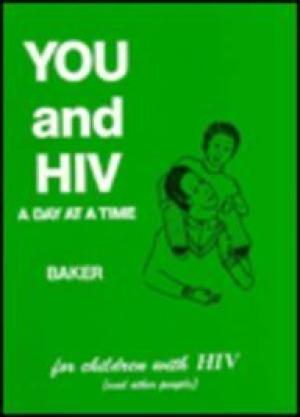 YOU
and
HIV
A DAY AT A TIME
BAKER
for children with HIV
(and other people)